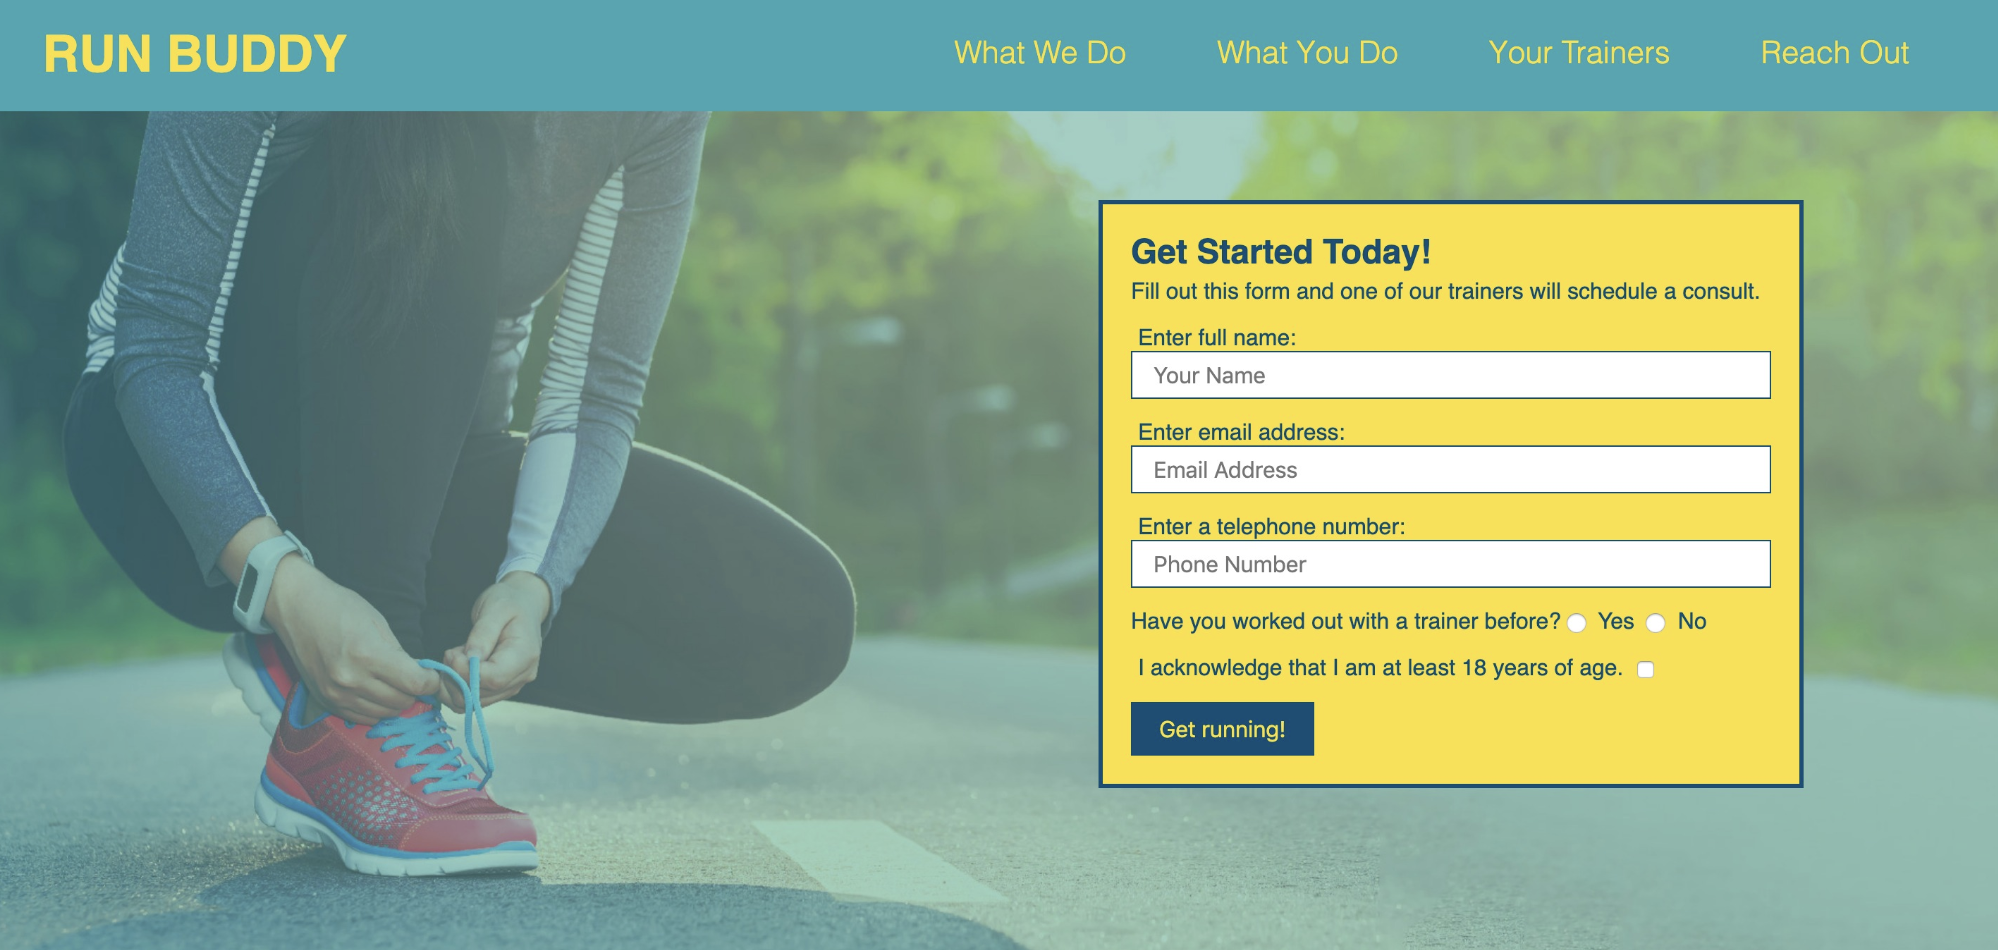 RUN BUDDY
What We Do What You Do Your Trainers Reach Out
Get Started Today!
Fill out this form and one of our trainers will schedule a consult.
Enter full name:
Your Name
Enter email address:
Email Address
Enter a telephone number:
Phone Number
Have you worked out with a trainer before? Yes No
I acknowledge that I am at least 18 years of age.
Get running!